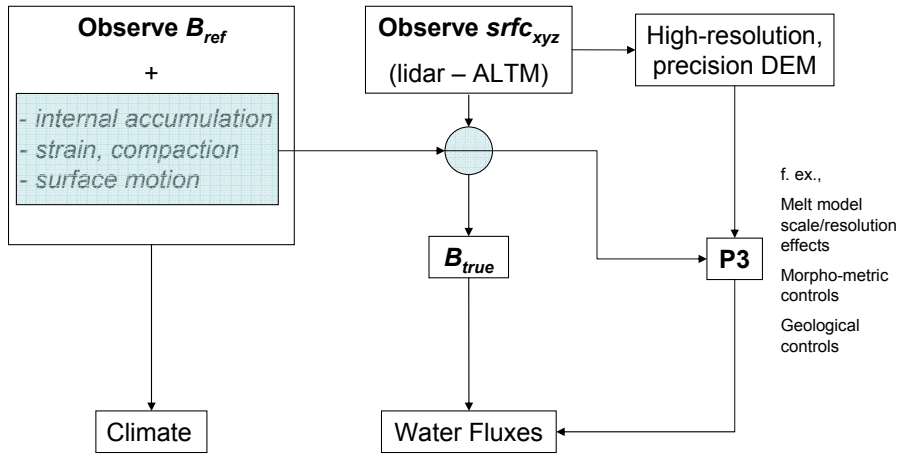 Observe B_ref
+
- internal accumulation
- strain, compaction
- surface motion
Observe srfc_xyz
(lidar – ALTM)
High-resolution,
precision DEM
f. ex.,
Melt model
scale/resolution
effects
Morpho-metric
controls
Geological
controls
B_true
P3
Climate
Water Fluxes